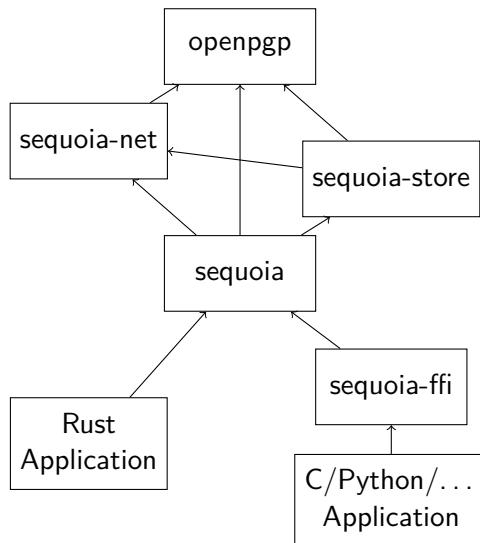 openpgp
sequoia-net
sequoia-store
sequoia
sequoia-ffi
Rust
Application
C/Python/...
Application